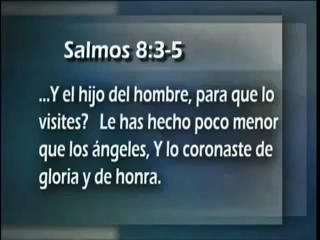 Salmos 8:3-5
...Y el hijo del hombre, para que lo
visites?   Le has hecho poco menor
que los ángeles, Y lo coronaste de
gloria y de honra.